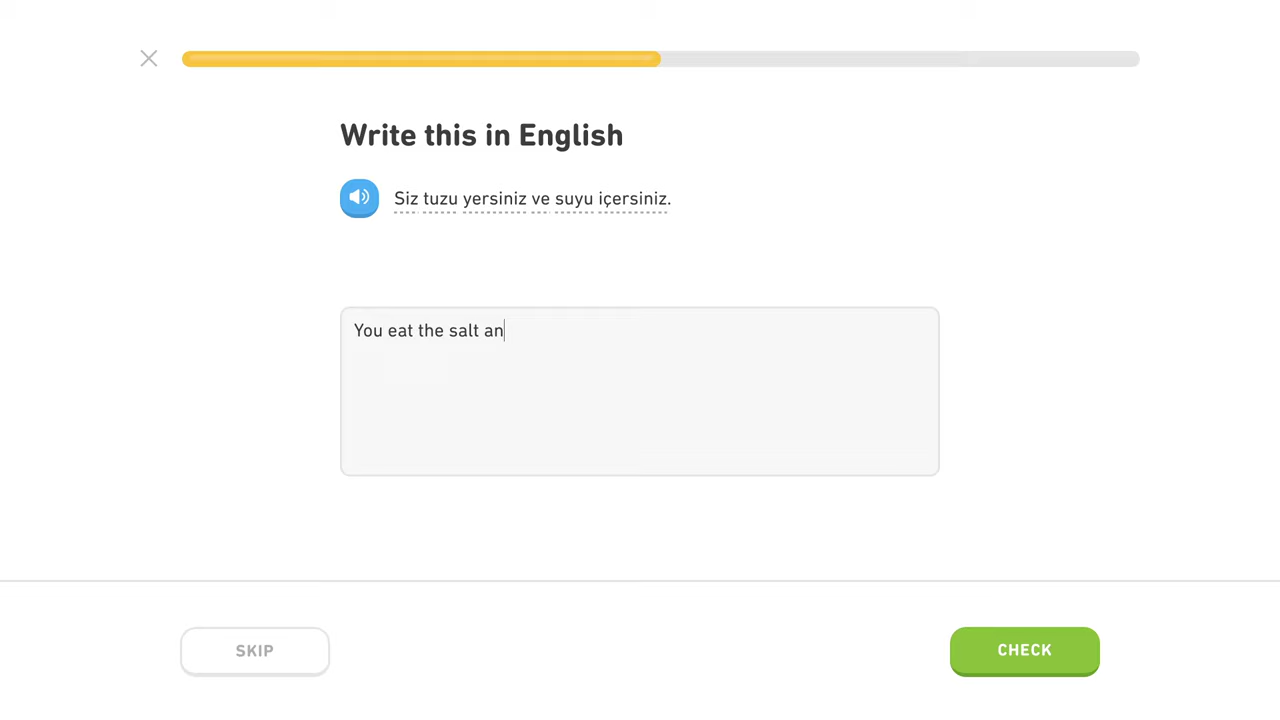 Write this in English
Siz tuzu yersiniz ve suyu içersiniz.
You eat the salt an
SKIP
CHECK